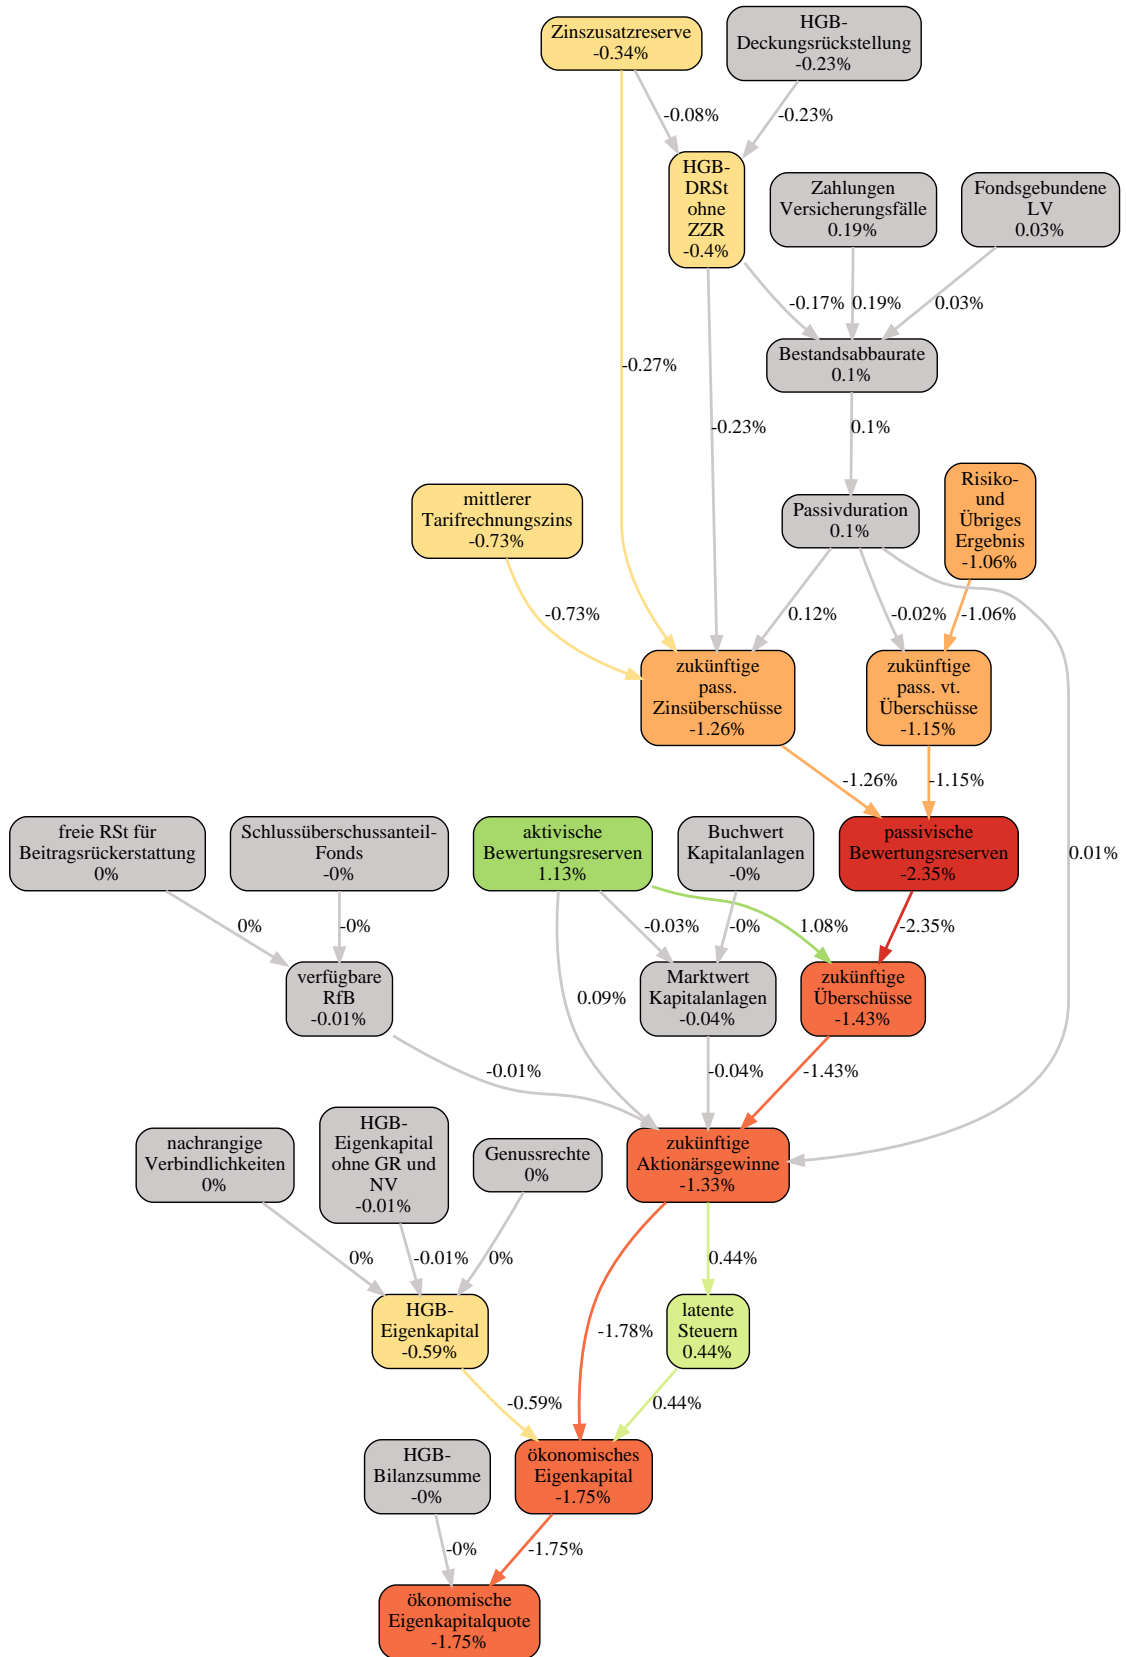 Zinszusatzreserve
-0.34%
HGB-
Deckungsrückstellung
-0.23%
-0.08%
-0.23%
HGB-
DRSt
ohne
ZZR
-0.4%
Zahlungen
Versicherungsfälle
0.19%
Fondsgebundene
LV
0.03%
-0.17%
0.19%
0.03%
Bestandsabbaurate
0.1%
-0.27%
-0.23%
0.1%
mittlerer
Tarifrechnungszins
-0.73%
Passivduration
0.1%
Risiko-
und
Übriges
Ergebnis
-1.06%
-0.73%
0.12%
-0.02%
-1.06%
zukünftige
pass.
Zinsüberschüsse
-1.26%
zukünftige
pass. vt.
Überschüsse
-1.15%
-1.26%
-1.15%
freie RSt für
Beitragsrückerstattung
0%
Schlussüberschussanteil-
Fonds
-0%
aktivische
Bewertungsreserven
1.13%
Buchwert
Kapitalanlagen
-0%
passivische
Bewertungsreserven
-2.35%
0.01%
0%
-0%
-0.03%
-0%
1.08%
-2.35%
verfügbare
RfB
-0.01%
0.09%
Marktwert
Kapitalanlagen
-0.04%
zukünftige
Überschüsse
-1.43%
-0.01%
-0.04%
-1.43%
nachrangige
Verbindlichkeiten
0%
HGB-
Eigenkapital
ohne GR und
NV
-0.01%
Genussrechte
0%
zukünftige
Aktionärsgewinne
-1.33%
0%
-0.01%
0%
0.44%
HGB-
Eigenkapital
-0.59%
-1.78%
latente
Steuern
0.44%
-0.59%
0.44%
HGB-
Bilanzsumme
-0%
ökonomisches
Eigenkapital
-1.75%
-0%
-1.75%
ökonomische
Eigenkapitalquote
-1.75%